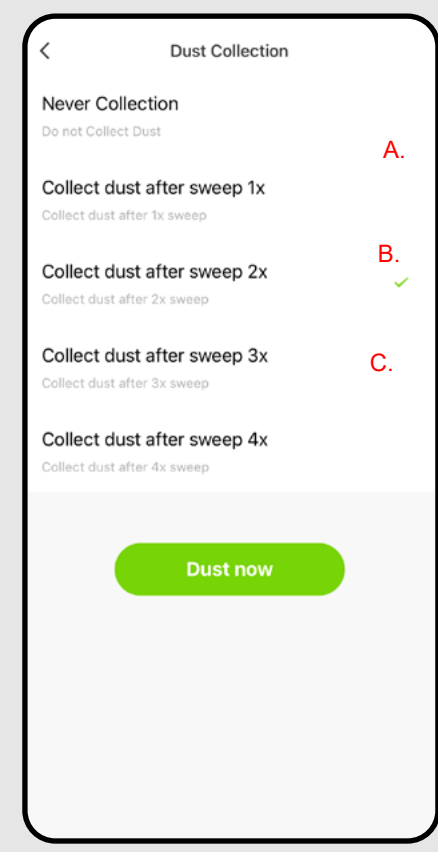 Dust Collection
Never Collection
Do not Collect Dust
A.
Collect dust after sweep 1x
Collect dust after 1x sweep
B.
Collect dust after sweep 2x
Collect dust after 2x sweep
Collect dust after sweep 3x
C.
Collect dust after 3x sweep
Collect dust after sweep 4x
Collect dust after 4x sweep
Dust now